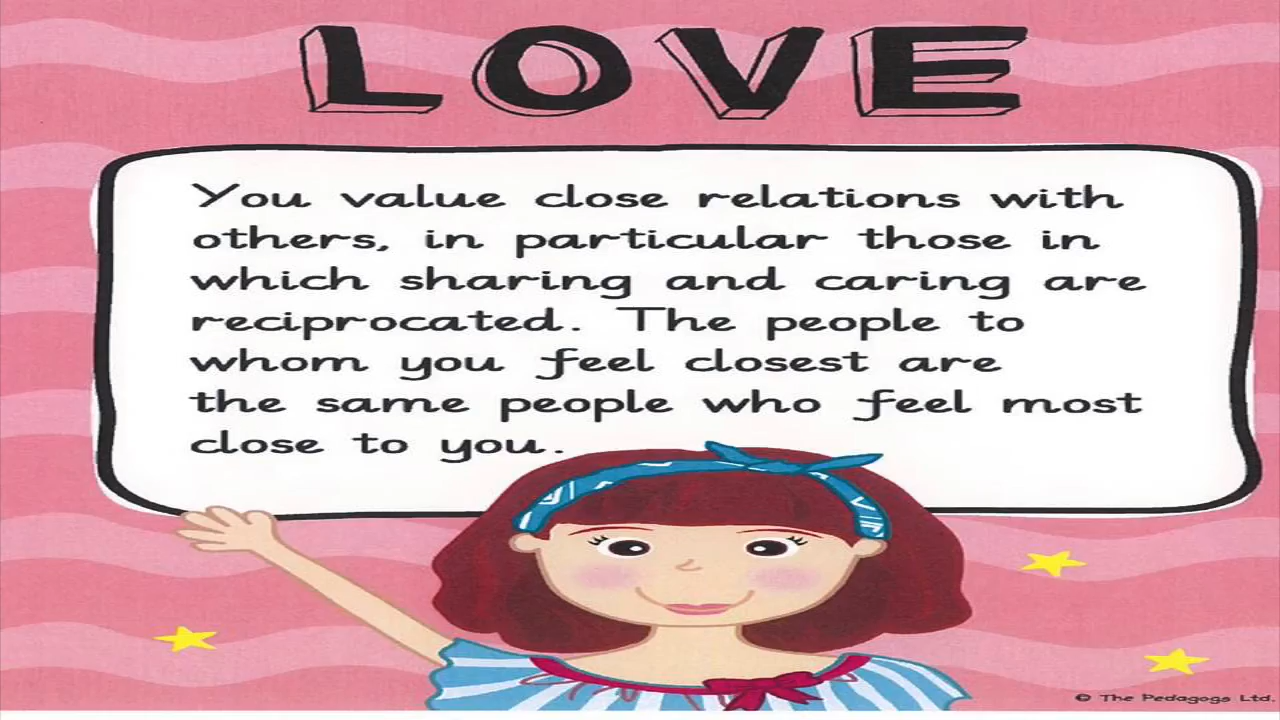 LOVE
You value close relations with
others, in particular those in
which sharing and caring are
reciprocated. The people to
whom you feel closest are
the same people who feel most
close to you.
© The Pedagogs Ltd.